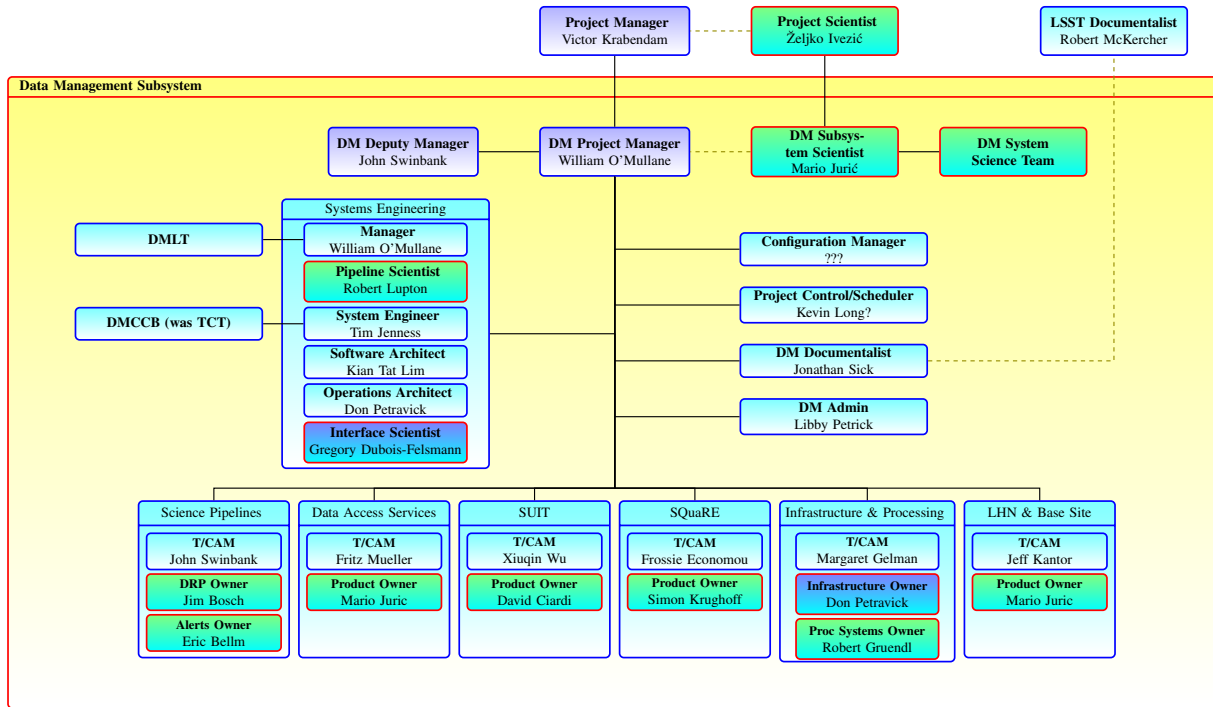 Project Manager
Victor Krabendam
Project Scientist
Željko Ivezić
LSST Documentalist
Robert McKercher
Data Management Subsystem
DM Deputy Manager
John Swinbank
DM Project Manager
William O'Mullane
DM Subsys-
tem Scientist
Mario Jurić
DM System
Science Team
DMLT
DMCCB (was TCT)
Systems Engineering
Manager
William O'Mullane
Pipeline Scientist
Robert Lupton
System Engineer
Tim Jenness
Software Architect
Kian Tat Lim
Operations Architect
Don Petravick
Interface Scientist
Gregory Dubois-Felsmann
Configuration Manager
???
Project Control/Scheduler
Kevin Long?
DM Documentalist
Jonathan Sick
DM Admin
Libby Petrick
Science Pipelines
T/CAM
John Swinbank
DRP Owner
Jim Bosch
Alerts Owner
Eric Bellm
Data Access Services
T/CAM
Fritz Mueller
Product Owner
Mario Juric
SUIT
T/CAM
Xiuqin Wu
Product Owner
David Ciardi
SQuaRE
T/CAM
Frossie Economou
Product Owner
Simon Krughoff
Infrastructure & Processing
T/CAM
Margaret Gelman
Infrastructure Owner
Don Petravick
Proc Systems Owner
Robert Gruendl
LHN & Base Site
T/CAM
Jeff Kantor
Product Owner
Mario Juric